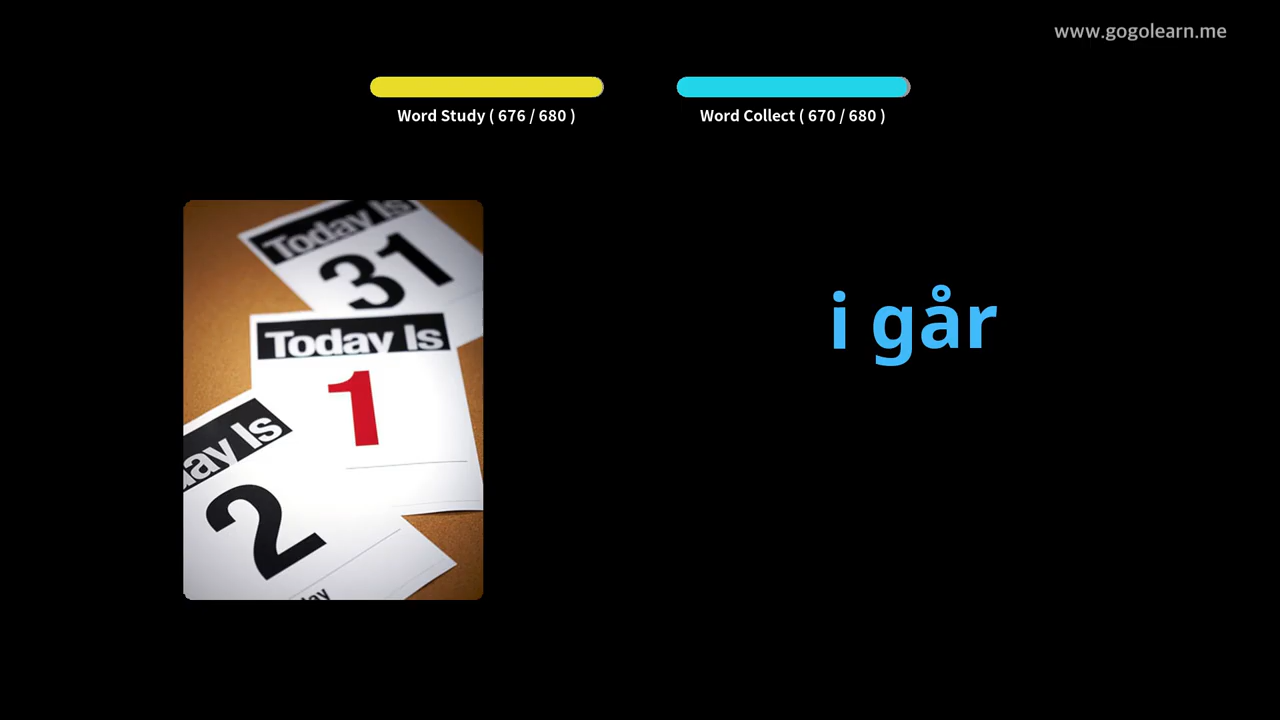 www.gogolearn.me
Word Study ( 676 / 680 )
Word Collect ( 670 / 680 )
Today Is
31
Today Is
1
ay Is
2
i går